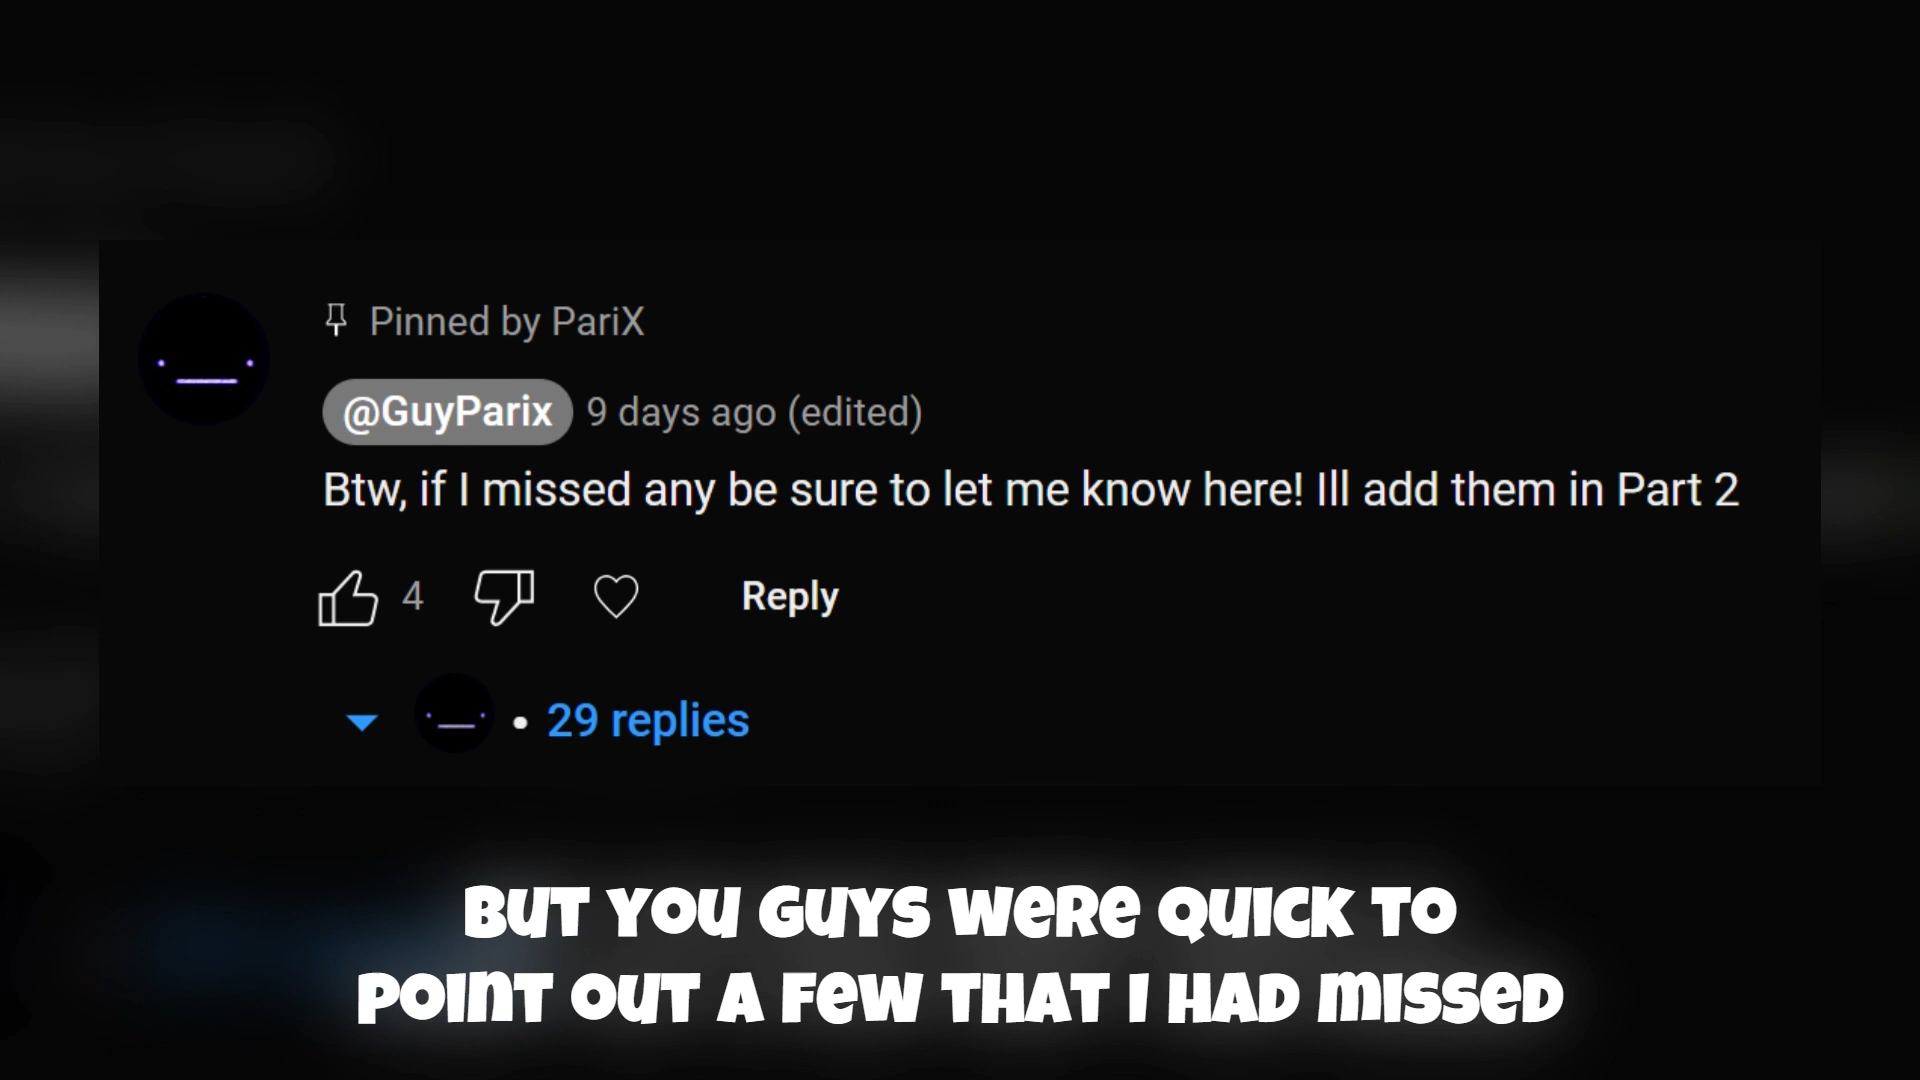 Pinned by PariX
@GuyParix 9 days ago (edited)
Btw, if I missed any be sure to let me know here! Ill add them in Part 2
4 Reply
• 29 replies
BUT YOU GUYS WERE QUICK TO
POINT OUT A FEW THAT I HAD MISSED